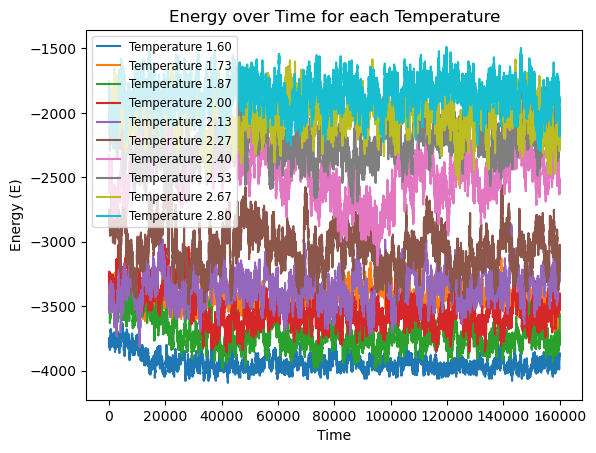 Energy over Time for each Temperature
Energy (E)
−1500
−2000
−2500
−3000
−3500
−4000
Temperature 1.60
Temperature 1.73
Temperature 1.87
Temperature 2.00
Temperature 2.13
Temperature 2.27
Temperature 2.40
Temperature 2.53
Temperature 2.67
Temperature 2.80
0 20000 40000 60000 80000 100000 120000 140000 160000
Time